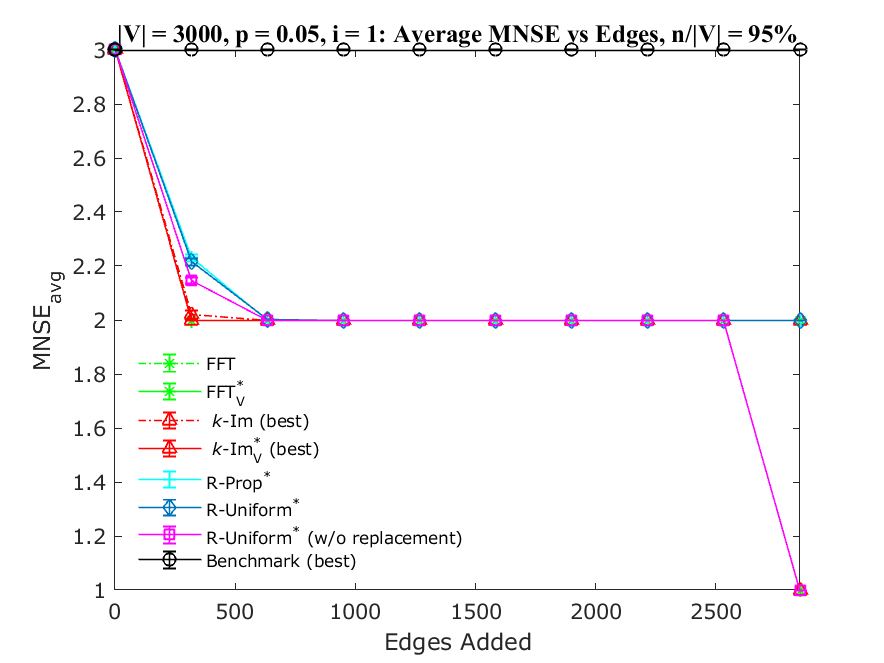 |V| = 3000, p = 0.05, i = 1: Average MNSE vs Edges, n/|V| = 95%
3
2.8
2.6
2.4
2.2
2
1.8
1.6
1.4
1.2
1
MNSE_avg
FFT
FFT*_V
k-Im (best)
k-Im*_V (best)
R-Prop*
R-Uniform*
R-Uniform* (w/o replacement)
Benchmark (best)
0 500 1000 1500 2000 2500
Edges Added